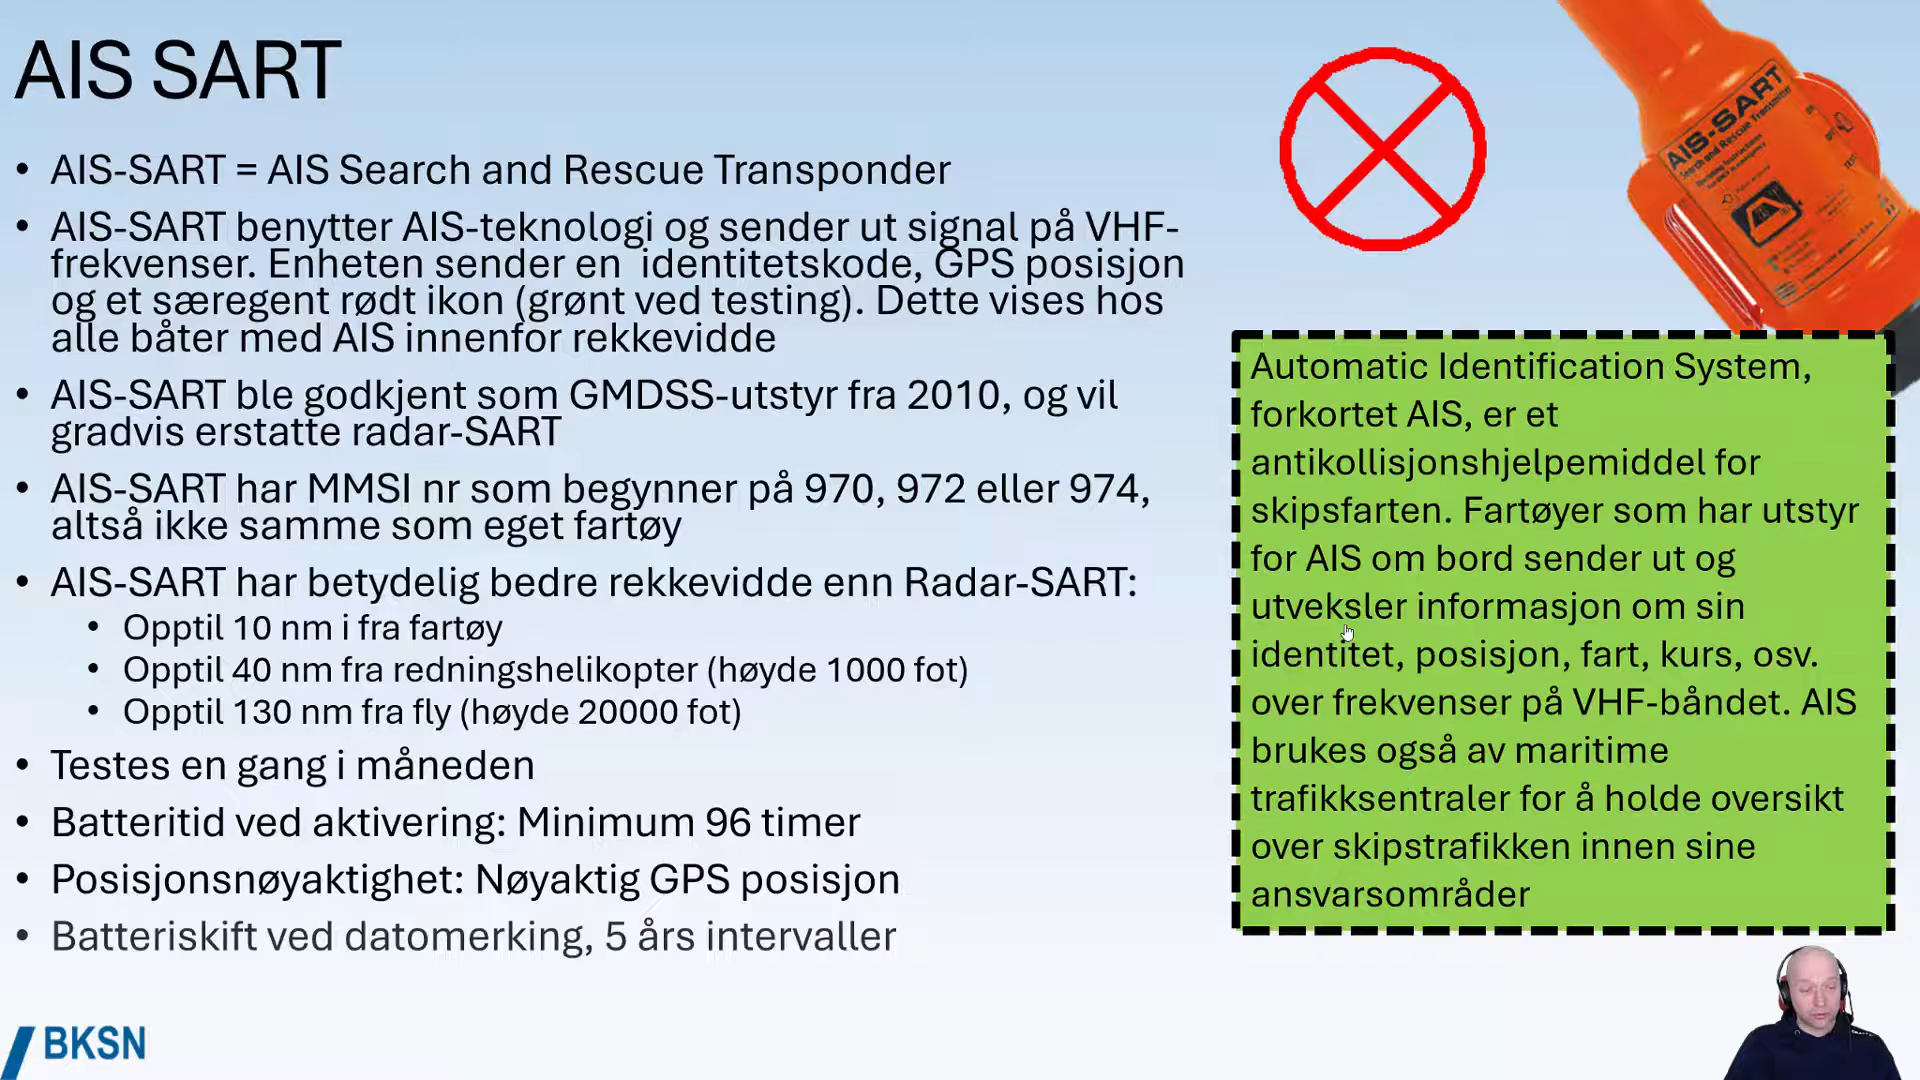 AIS SART
• AIS-SART = AIS Search and Rescue Transponder
• AIS-SART benytter AIS-teknologi og sender ut signal på VHF-
frekvenser. Enheten sender en  identitetskode, GPS posisjon
og et særegent rødt ikon (grønt ved testing). Dette vises hos
alle båter med AIS innenfor rekkevidde
• AIS-SART ble godkjent som GMDSS-utstyr fra 2010, og vil
gradvis erstatte radar-SART
• AIS-SART har MMSI nr som begynner på 970, 972 eller 974,
altså ikke samme som eget fartøy
• AIS-SART har betydelig bedre rekkevidde enn Radar-SART:
• Opptil 10 nm i fra fartøy
• Opptil 40 nm fra redningshelikopter (høyde 1000 fot)
• Opptil 130 nm fra fly (høyde 20000 fot)
• Testes en gang i måneden
• Batteritid ved aktivering: Minimum 96 timer
• Posisjonsnøyaktighet: Nøyaktig GPS posisjon
• Batteriskift ved datomerking, 5 års intervaller
AIS-SART
Search and Rescue Transmitter
Automatic Identification System,
forkortet AIS, er et
antikollisjonshjelpemiddel for
skipsfarten. Fartøyer som har utstyr
for AIS om bord sender ut og
utveksler informasjon om sin
identitet, posisjon, fart, kurs, osv.
over frekvenser på VHF-båndet. AIS
brukes også av maritime
trafikksentraler for å holde oversikt
over skipstrafikken innen sine
ansvarsområder
BKSN